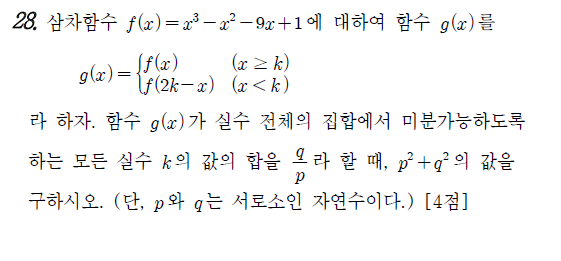 28. 삼차함수 f(x)=x³-x²-9x+1에 대하여 함수 g(x)를
g(x)={f(x) (x≥k)
f(2k-x) (x<k)
라 하자. 함수 g(x)가 실수 전체의 집합에서 미분가능하도록
하는 모든 실수 k의 값의 합을 q/p라 할 때, p²+q²의 값을
구하시오. (단, p와 q는 서로소인 자연수이다.) [4점]